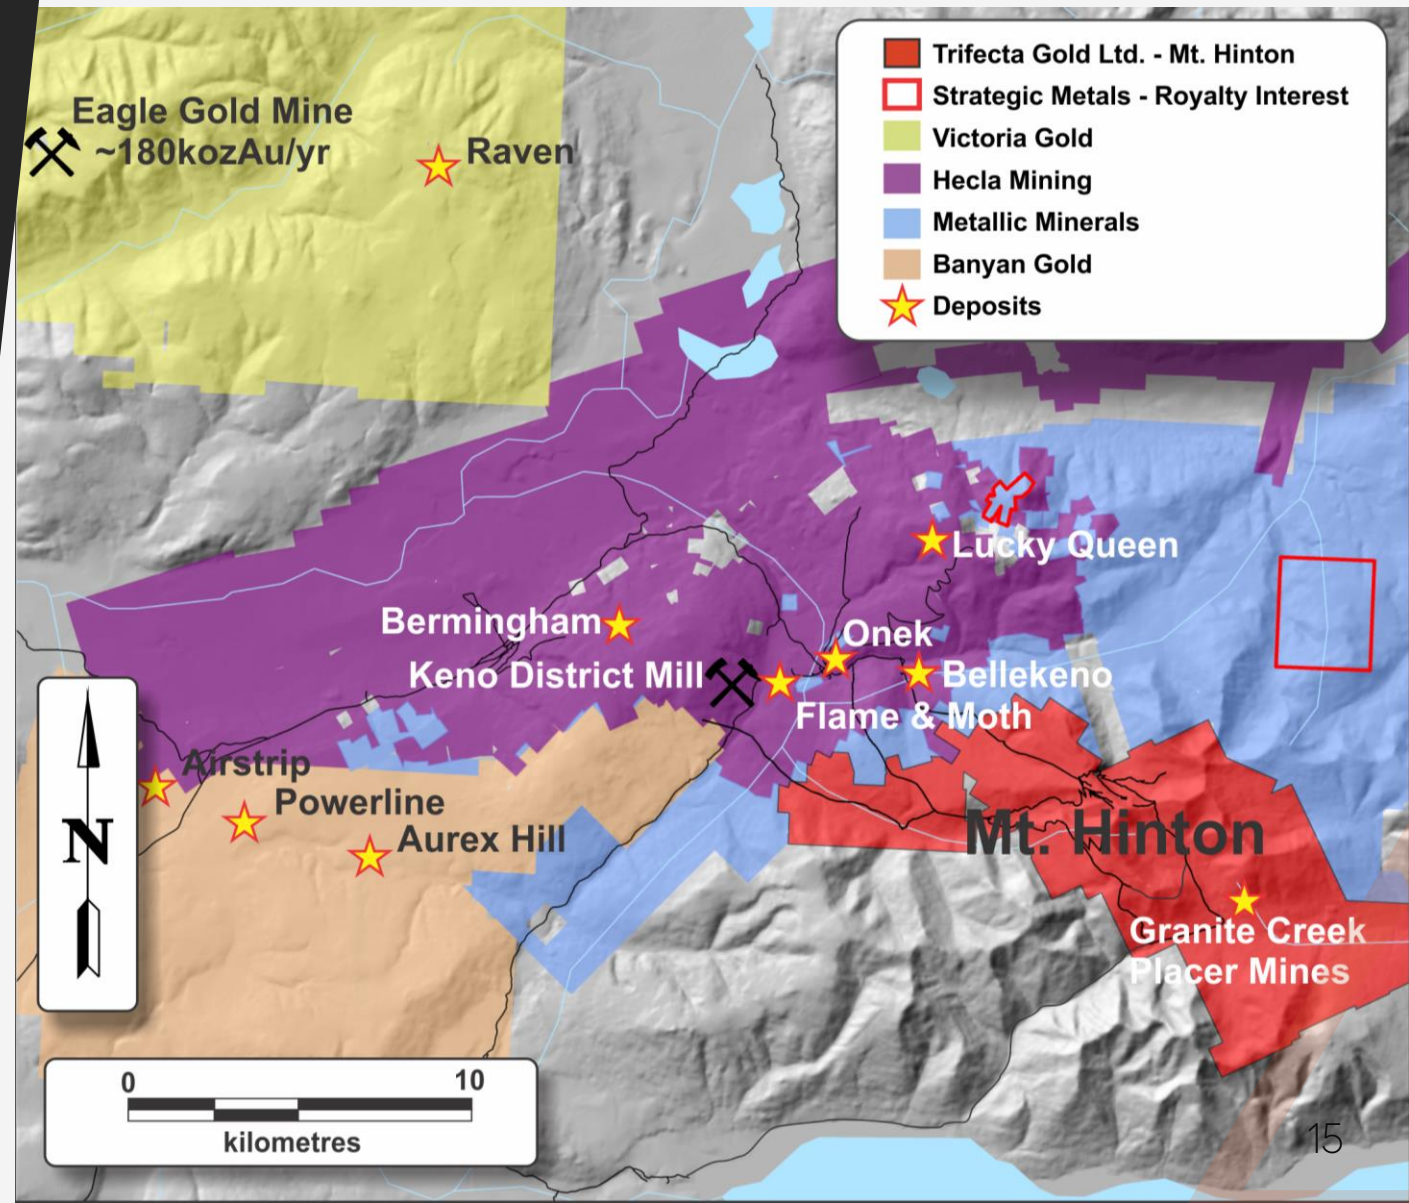 Trifecta Gold Ltd. - Mt. Hinton
Strategic Metals - Royalty Interest
Victoria Gold
Hecla Mining
Metallic Minerals
Banyan Gold
Deposits
Eagle Gold Mine
~180kozAu/yr
Raven
Lucky Queen
Bermingham
Onek
Keno District Mill
Bellekeno
Flame & Moth
Airstrip
Powerline
Aurex Hill
Mt. Hinton
N
Granite Creek
Placer Mines
0 10
kilometres
15